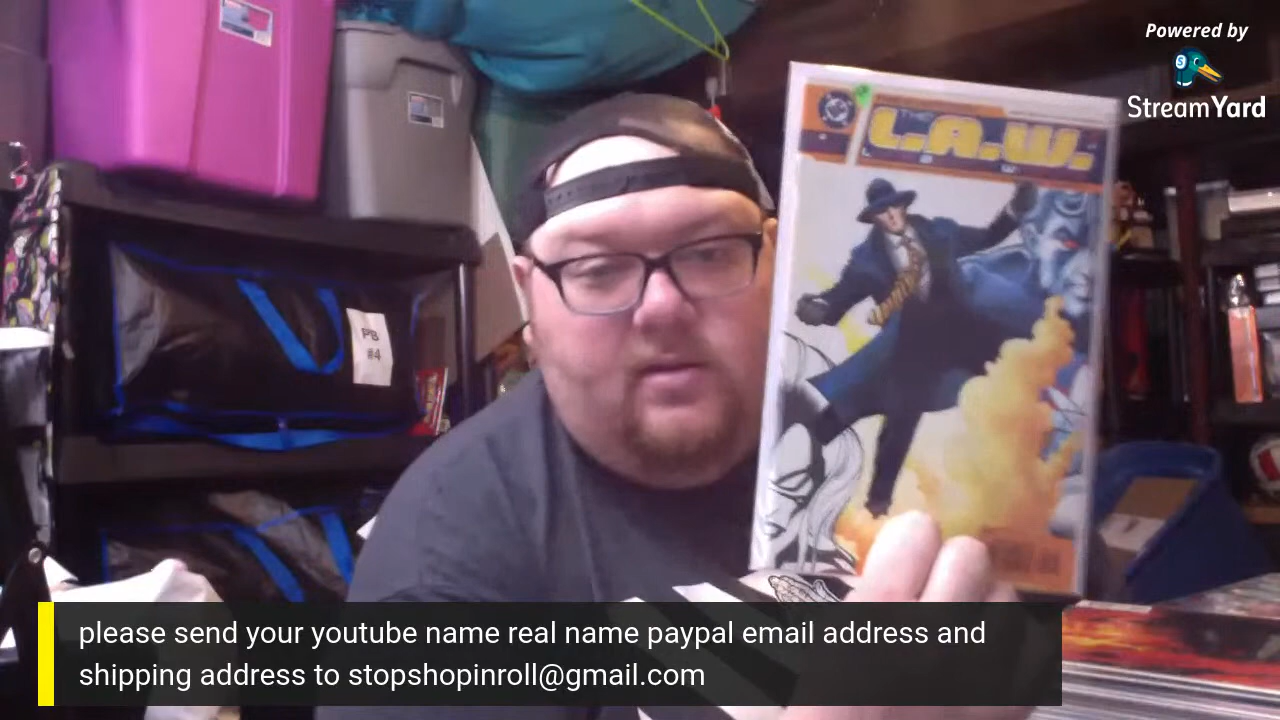 Powered by
StreamYard
THE
L.A.W.
PB
#4
please send your youtube name real name paypal email address and
shipping address to stopshopinroll@gmail.com